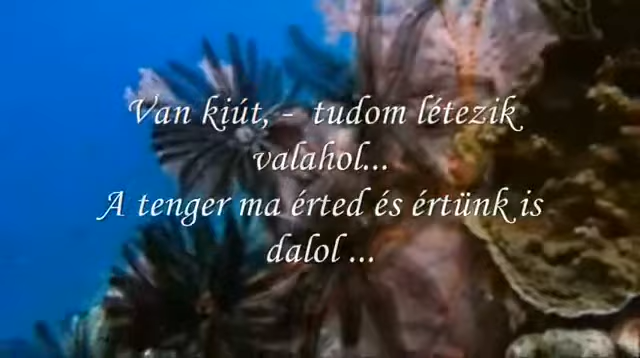 Van kiút, - tudom létezik
valahol...
A tenger ma érted és értünk is
dalol ...